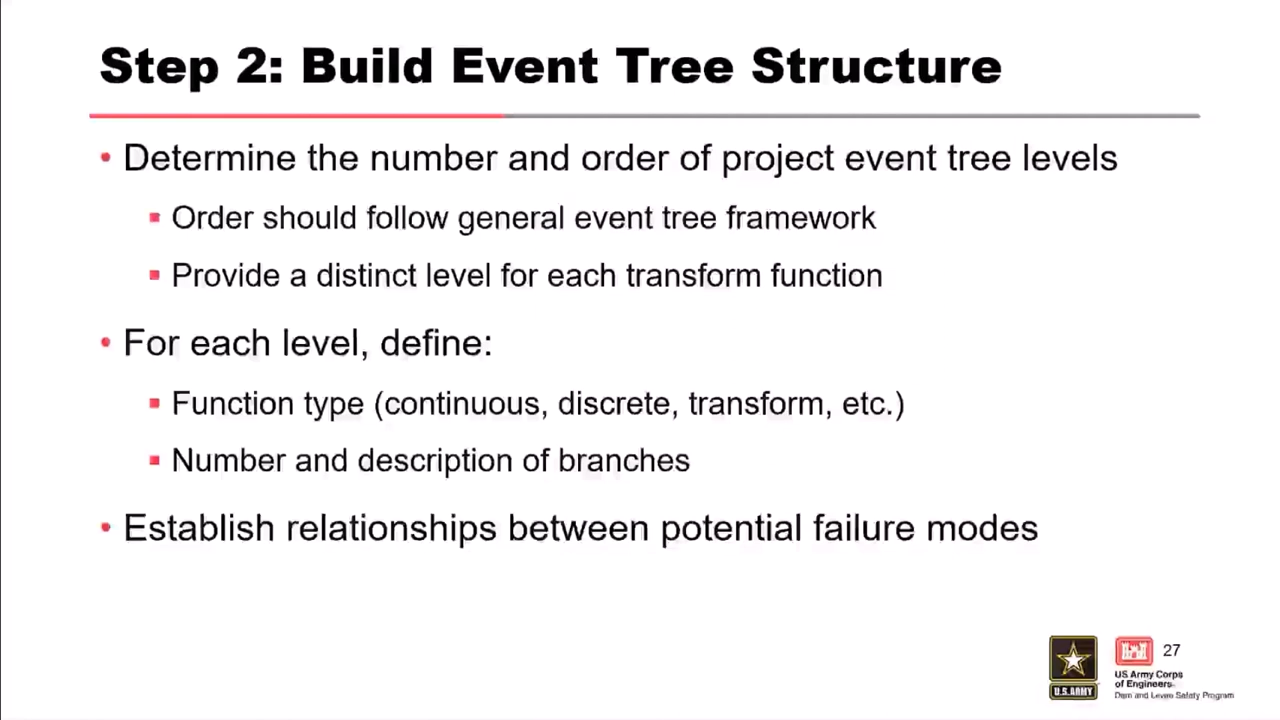 Step 2: Build Event Tree Structure
• Determine the number and order of project event tree levels
▪ Order should follow general event tree framework
▪ Provide a distinct level for each transform function
• For each level, define:
▪ Function type (continuous, discrete, transform, etc.)
▪ Number and description of branches
• Establish relationships between potential failure modes
U.S.ARMY
27
US Army Corps
of Engineers
Dam and Levee Safety Program